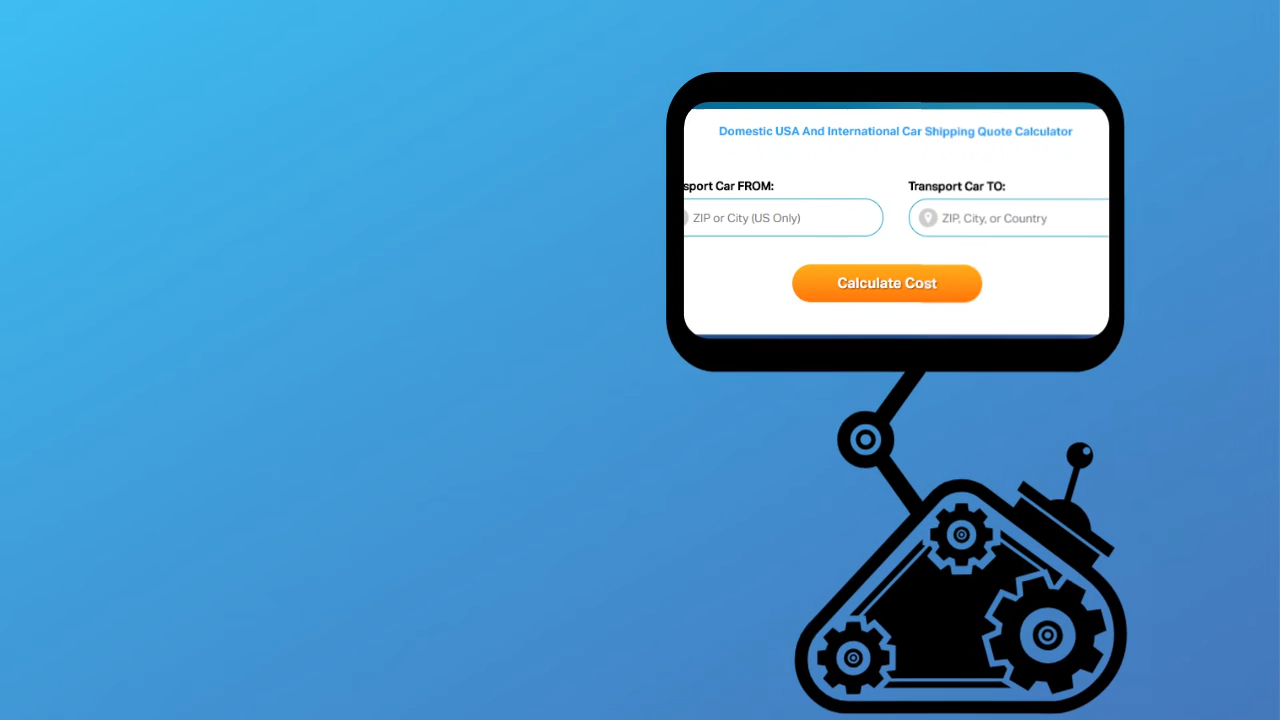 Domestic USA And International Car Shipping Quote Calculator
sport Car FROM:
Transport Car TO:
ZIP or City (US Only)
ZIP, City, or Country
Calculate Cost